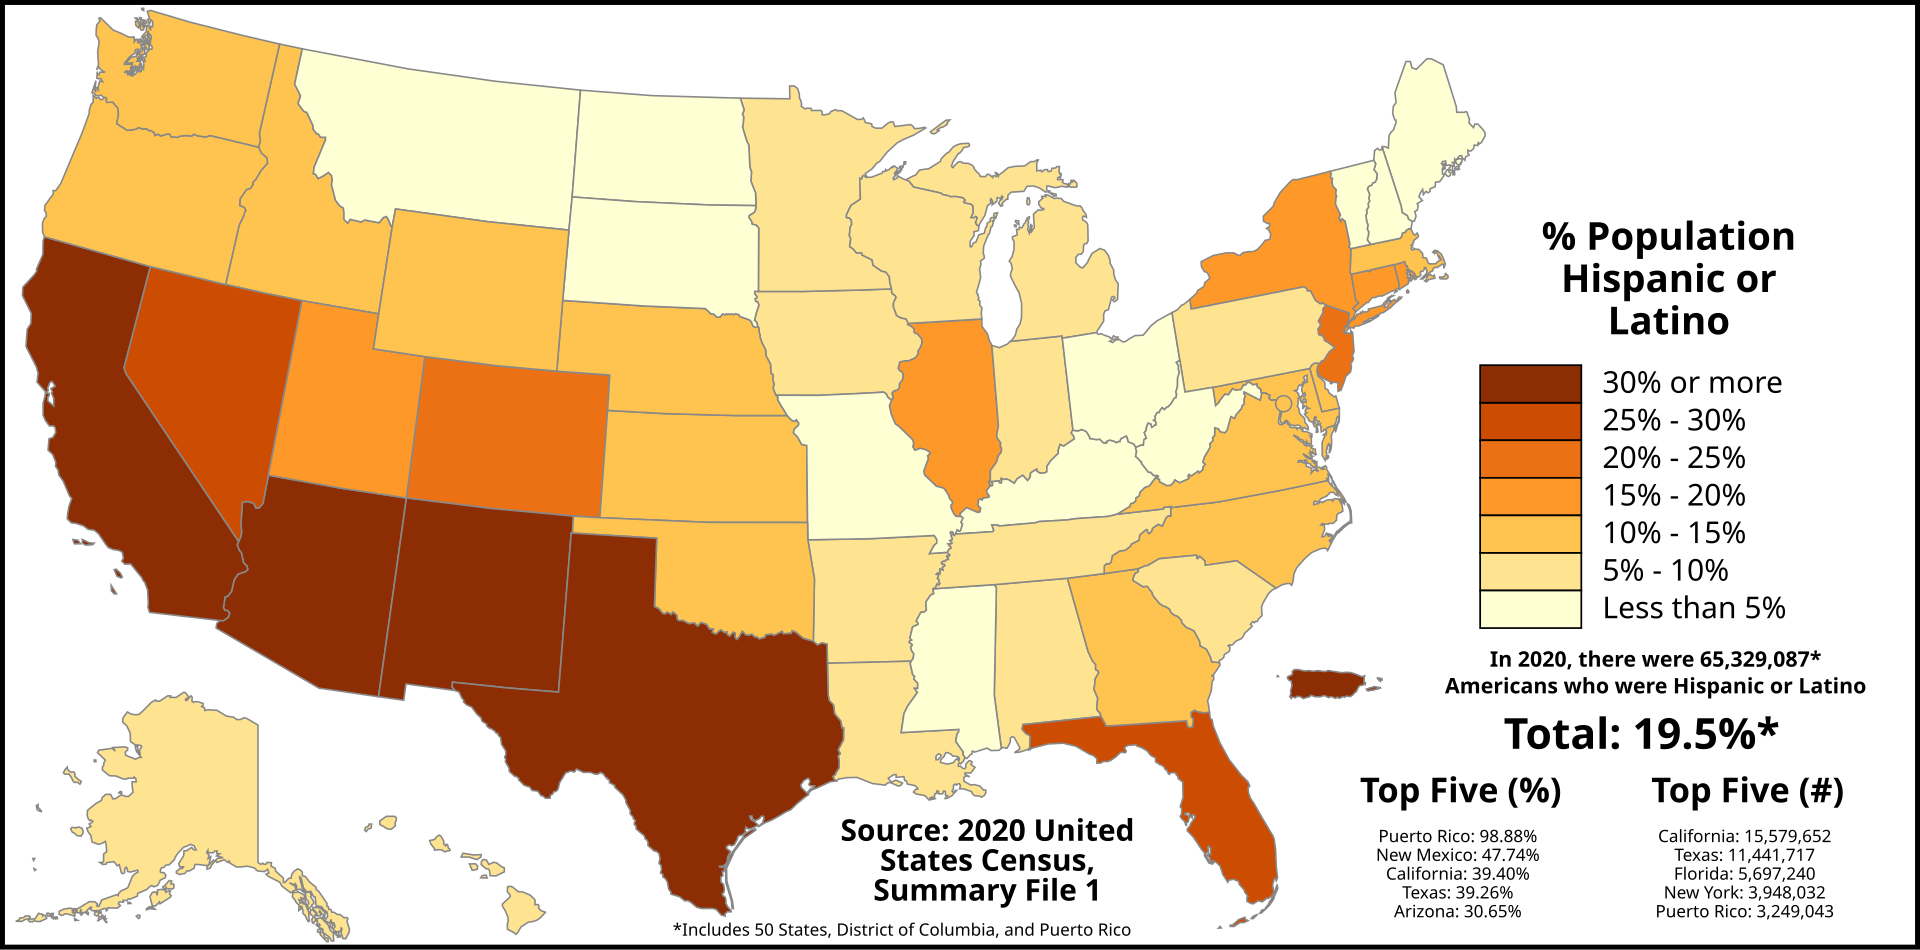 % Population
Hispanic or
Latino
30% or more
25% - 30%
20% - 25%
15% - 20%
10% - 15%
5% - 10%
Less than 5%
In 2020, there were 65,329,087*
Americans who were Hispanic or Latino
Total: 19.5%*
Top Five (%)
Puerto Rico: 98.88%
New Mexico: 47.74%
California: 39.40%
Texas: 39.26%
Arizona: 30.65%
Top Five (#)
California: 15,579,652
Texas: 11,441,717
Florida: 5,697,240
New York: 3,948,032
Puerto Rico: 3,249,043
Source: 2020 United
States Census,
Summary File 1
*Includes 50 States, District of Columbia, and Puerto Rico